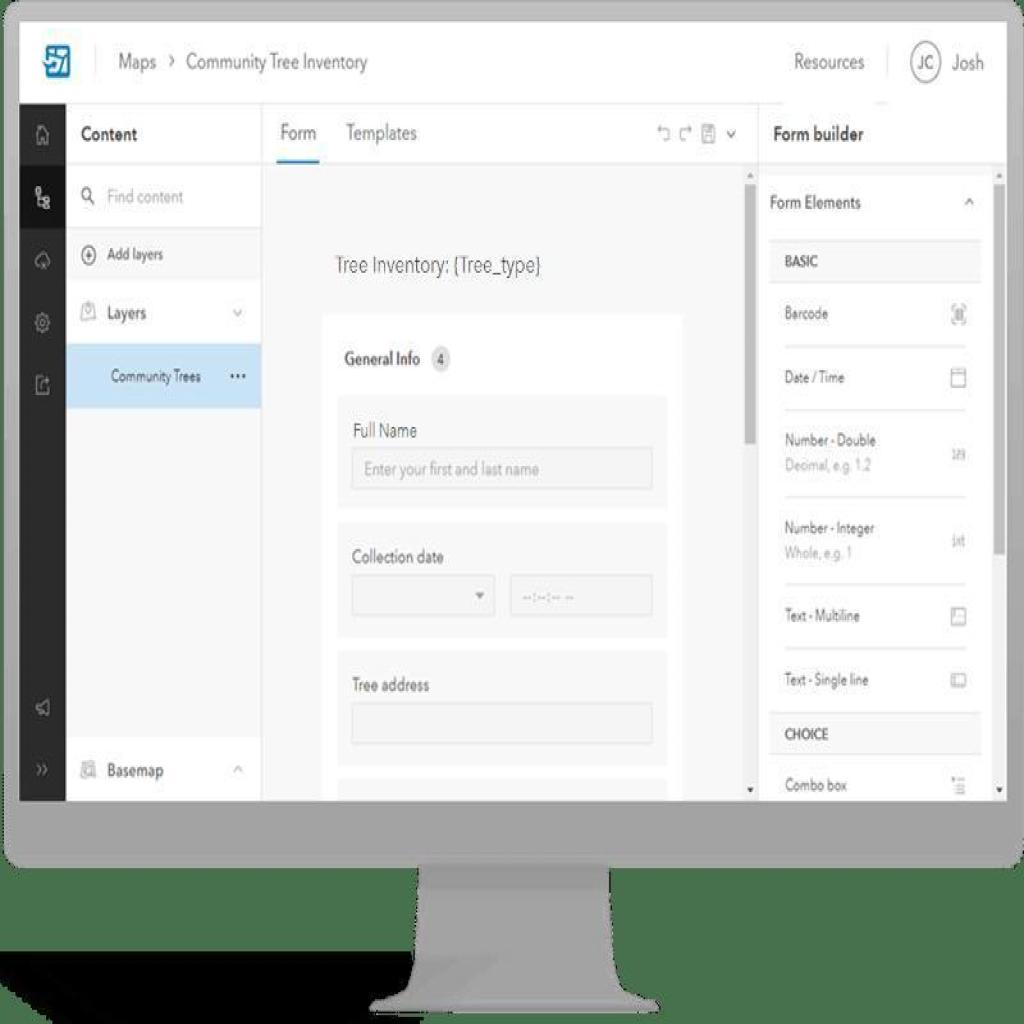 Maps > Community Tree Inventory
Resources
JC
Josh
Content
Form
Templates
Form builder
Find content
Add layers
Layers
Community Trees
Basemap
Tree Inventory: {Tree_type}
General Info 4
Full Name
Enter your first and last name
Collection date
--:--:-- --
Tree address
Form Elements
BASIC
Barcode
Date / Time
Number - Double
Decimal, e.g. 1.2
123
Number - Integer
Whole, e.g. 1
Text - Multiline
Text - Single line
CHOICE
Combo box